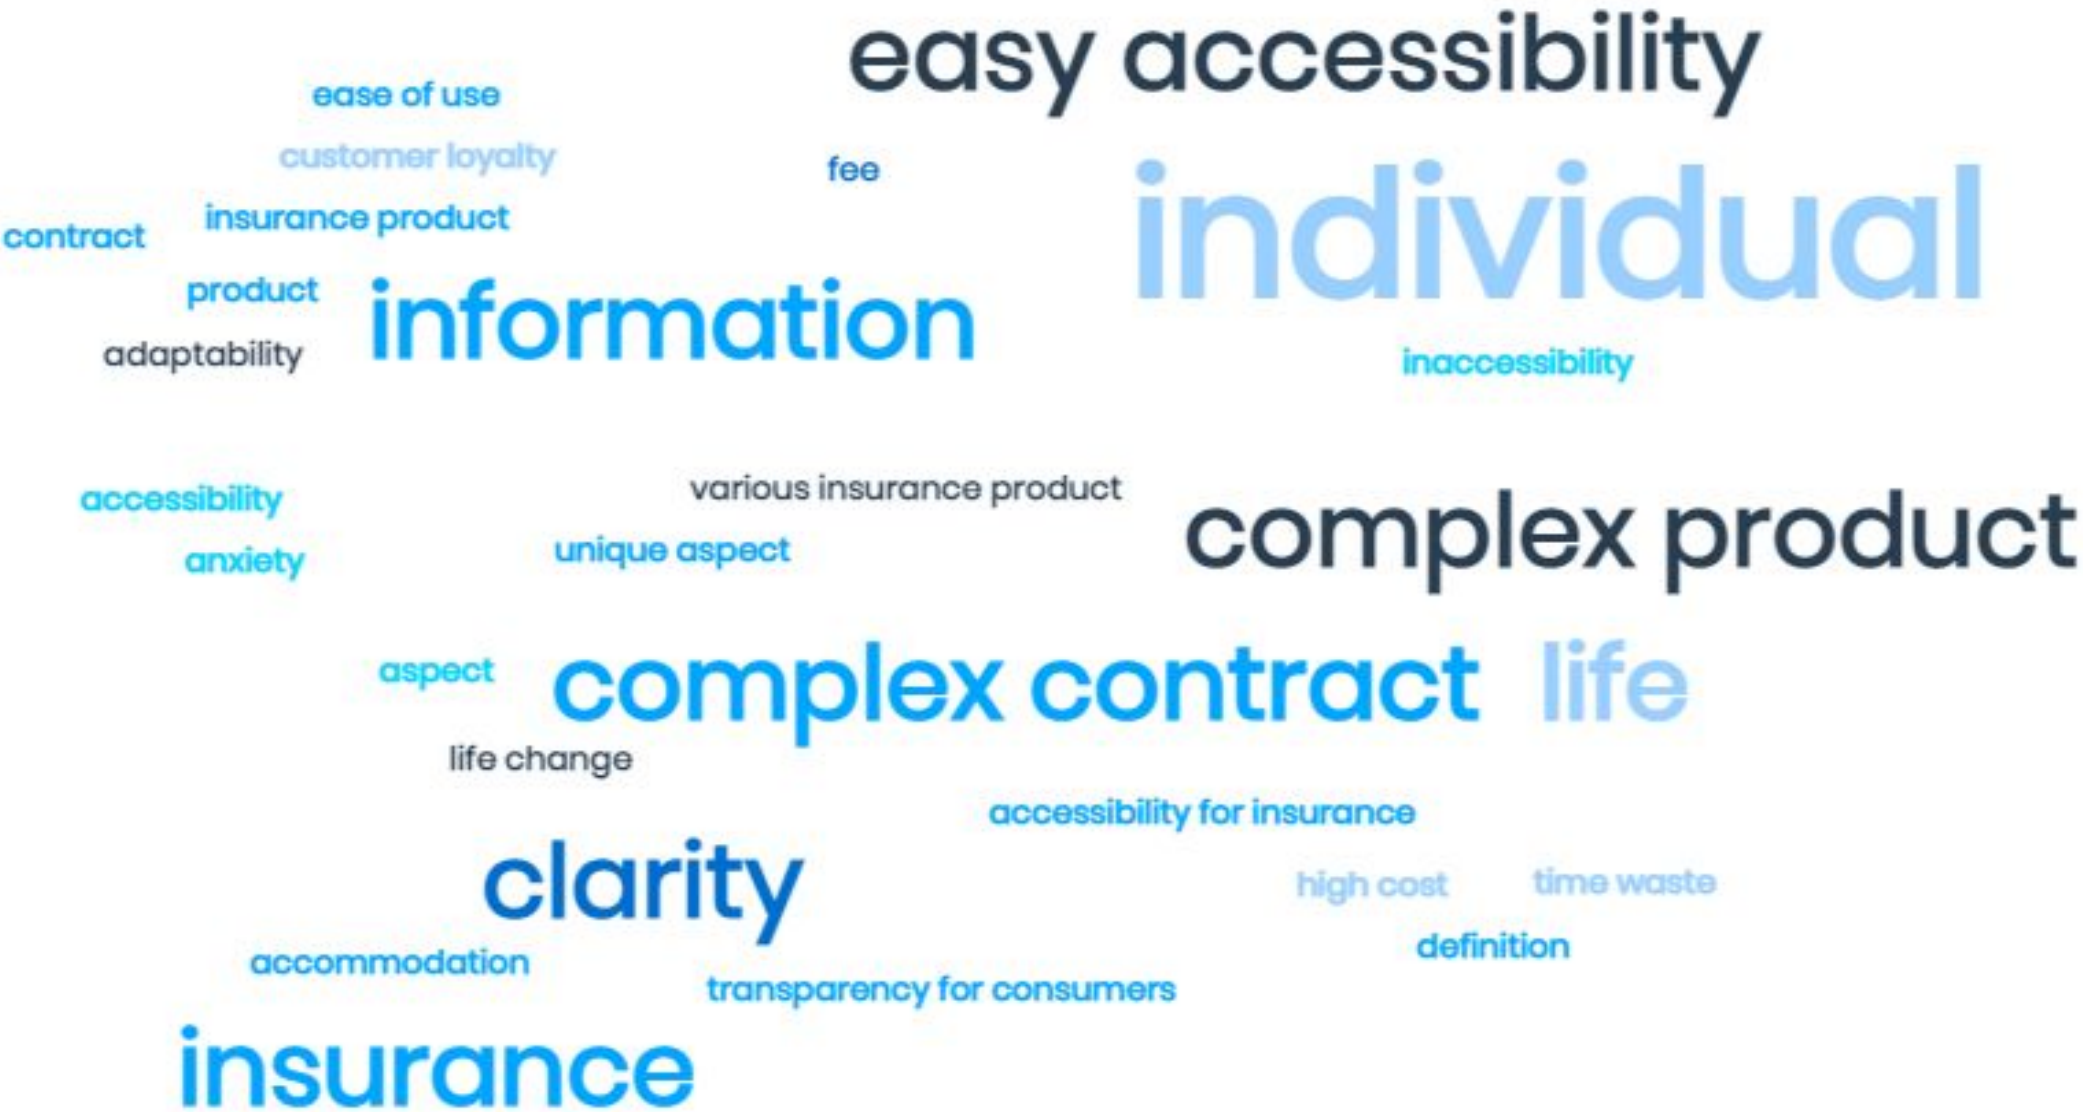 easy accessibility
ease of use
customer loyalty
fee
individual
insurance product
contract
product
information
adaptability
inaccessibility
accessibility
various insurance product
complex product
anxiety
unique aspect
aspect
complex contract
life
life change
accessibility for insurance
clarity
high cost
time waste
definition
accommodation
transparency for consumers
insurance